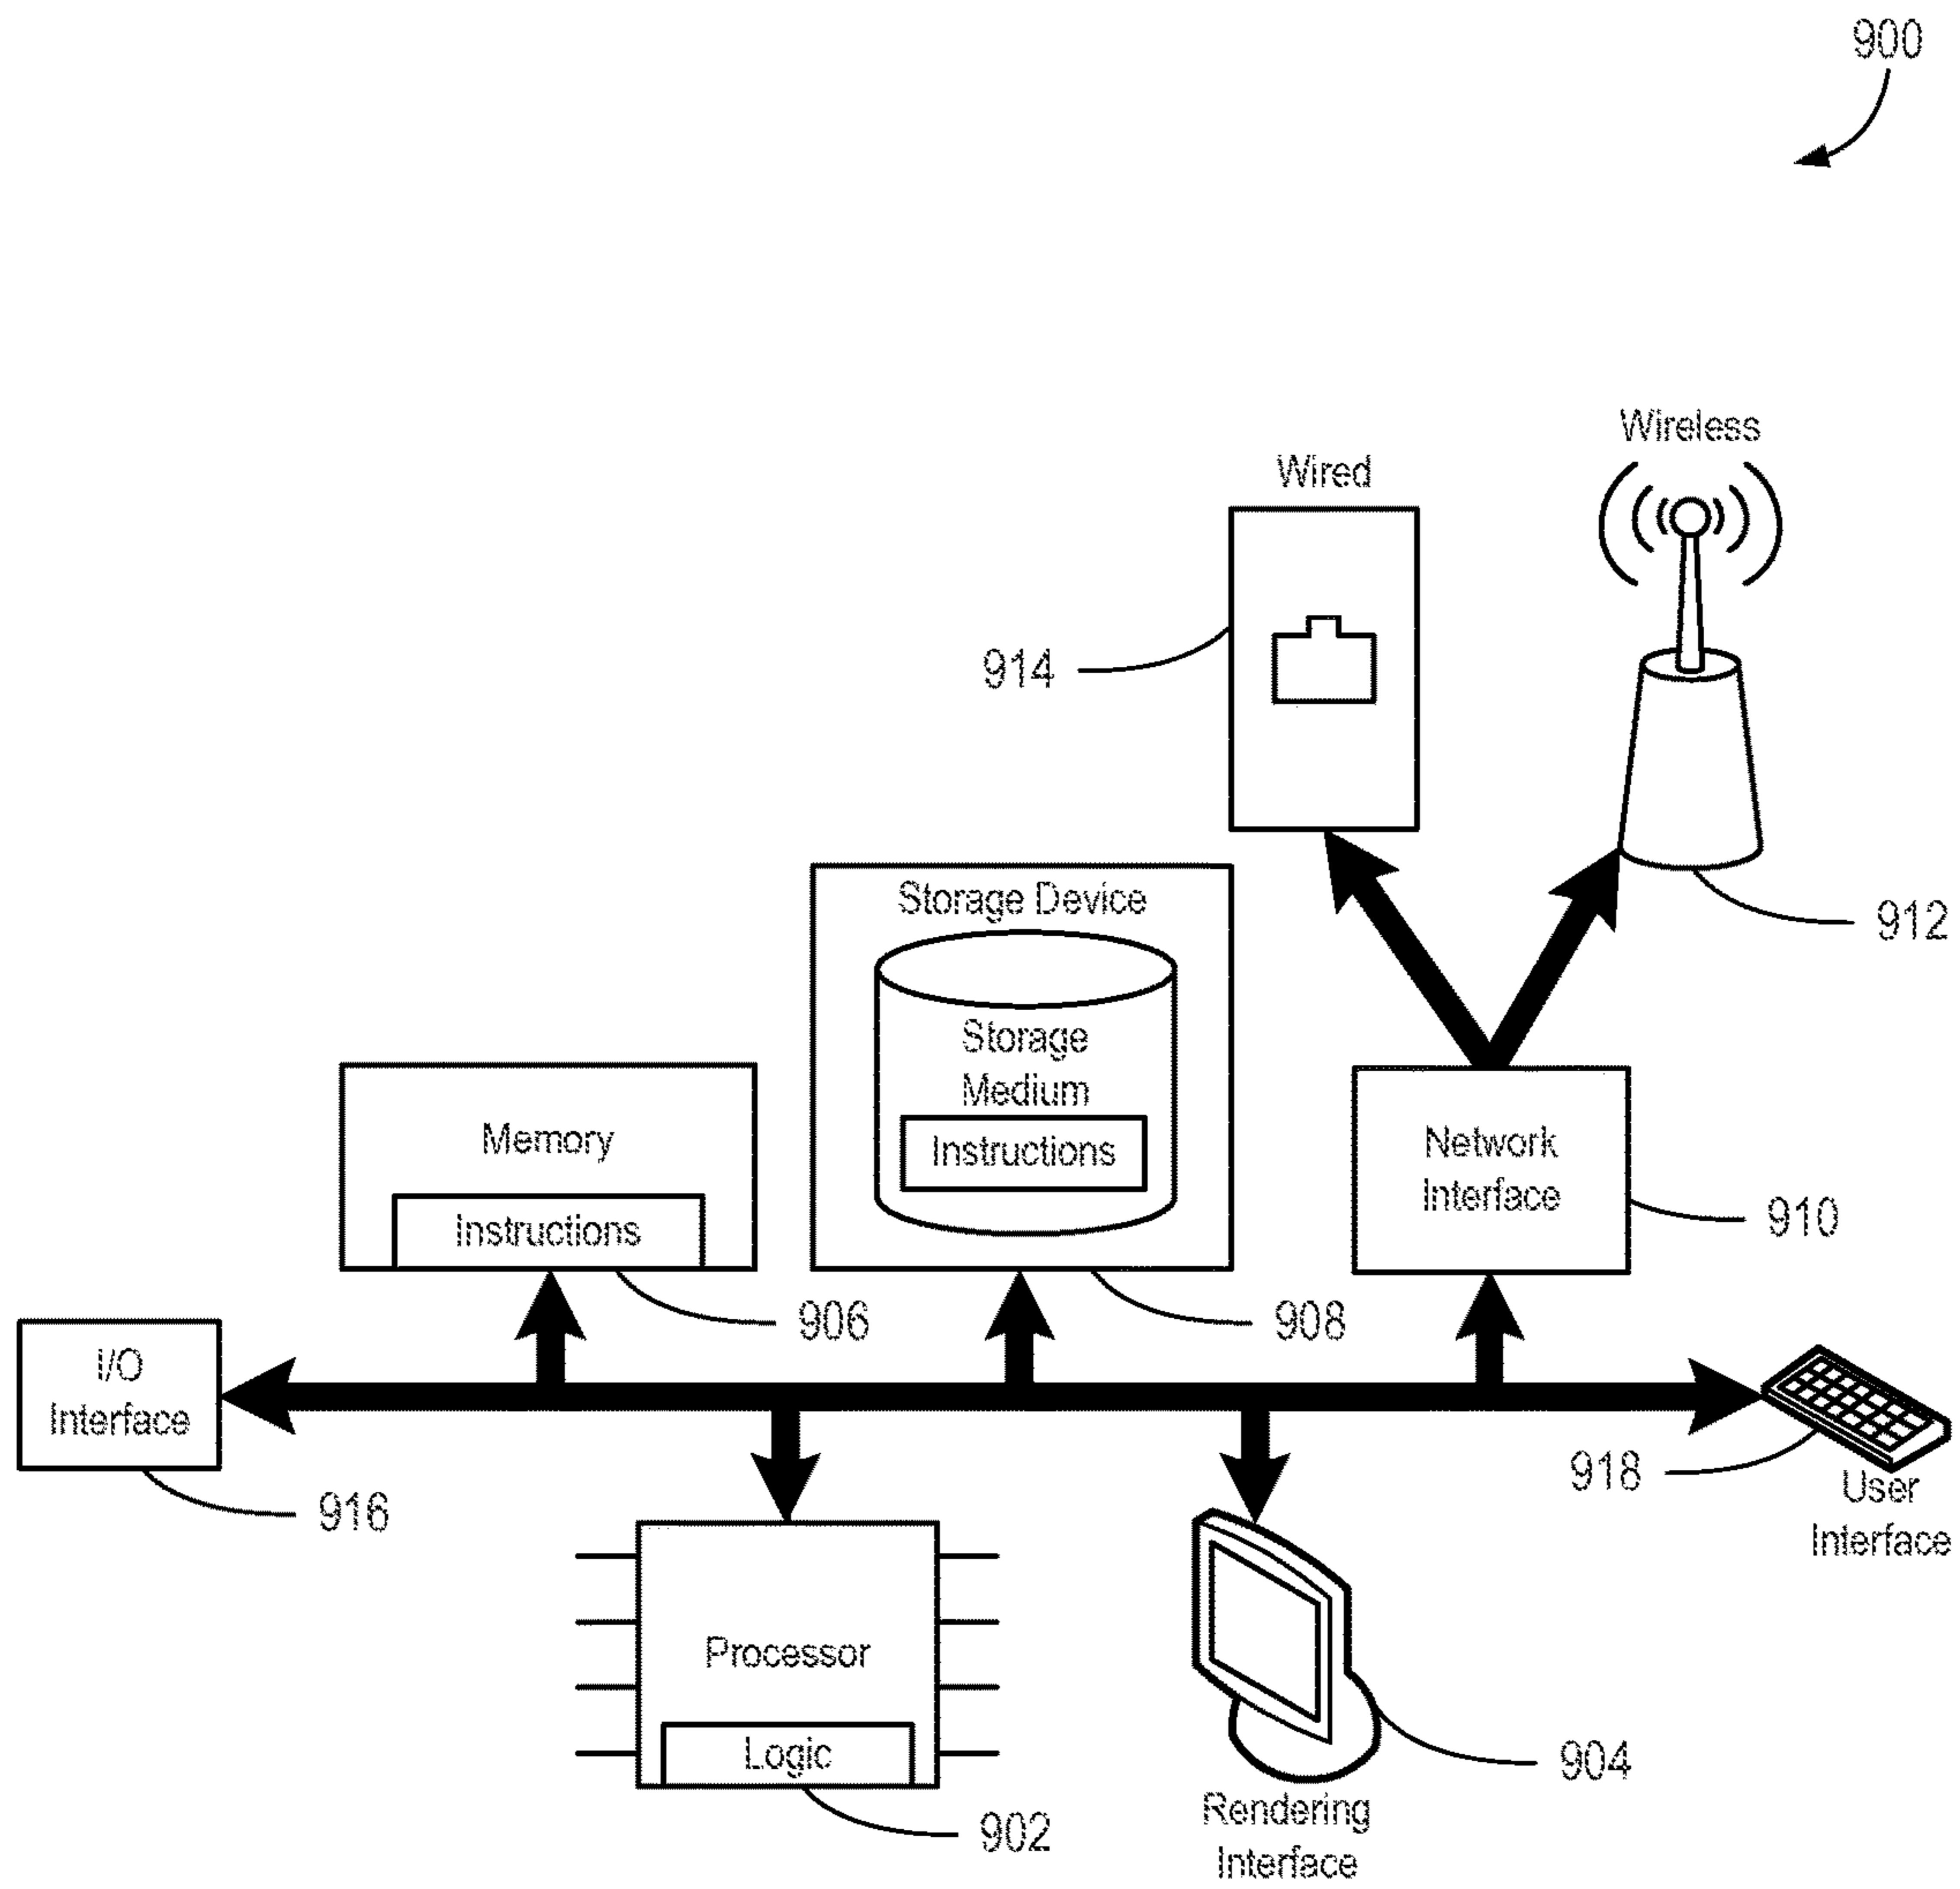 900
Wireless
Wired
914
912
Storage Device
Storage
Medium
Instructions
Memory
Instructions
Network
Interface
910
906
908
I/O
Interface
916
918
User
Interface
Processor
Logic
902
904
Rendering
Interface